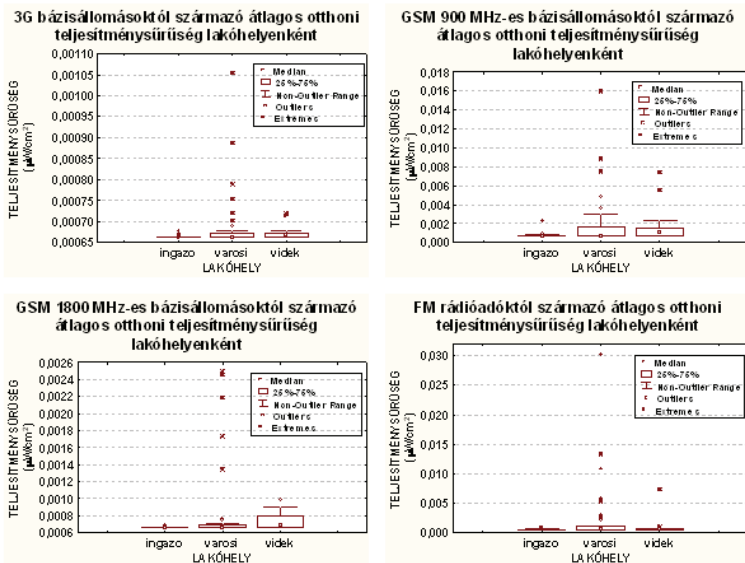 3G bázisállomásoktól származó átlagos otthoni
teljesítménysűrűség lakóhelyenként
TELJESÍTMÉNYSŰRŰSÉG
(µW/cm²)
0,00110
0,00105
0,00100
0,00095
0,00090
0,00085
0,00080
0,00075
0,00070
0,00065
Median
25%-75%
Non-Outlier Range
Outliers
Extremes
ingazo varosi videk
LAKÓHELY
GSM 900 MHz-es bázisállomásoktól származó
átlagos otthoni teljesítménysűrűség
lakóhelyenként
TELJESÍTMÉNYSŰRŰSÉG
(µW/cm²)
0,018
0,016
0,014
0,012
0,010
0,008
0,006
0,004
0,002
0,000
Median
25%-75%
Non-Outlier Range
Outliers
Extremes
ingazo varosi videk
LAKÓHELY
GSM 1800 MHz-es bázisállomásoktól származó
átlagos otthoni teljesítménysűrűség
lakóhelyenként
TELJESÍTMÉNYSŰRŰSÉG
(µW/cm²)
0,0026
0,0024
0,0022
0,0020
0,0018
0,0016
0,0014
0,0012
0,0010
0,0008
0,0006
Median
25%-75%
Non-Outlier Range
Outliers
Extremes
ingazo varosi videk
LAKÓHELY
FM rádióadóktól származó átlagos otthoni
teljesítménysűrűség lakóhelyenként
TELJESÍTMÉNYSŰRŰSÉG
(µW/cm²)
0,030
0,025
0,020
0,015
0,010
0,005
0,000
Median
25%-75%
Non-Outlier Range
Outliers
Extremes
ingazo varosi videk
LAKÓHELY